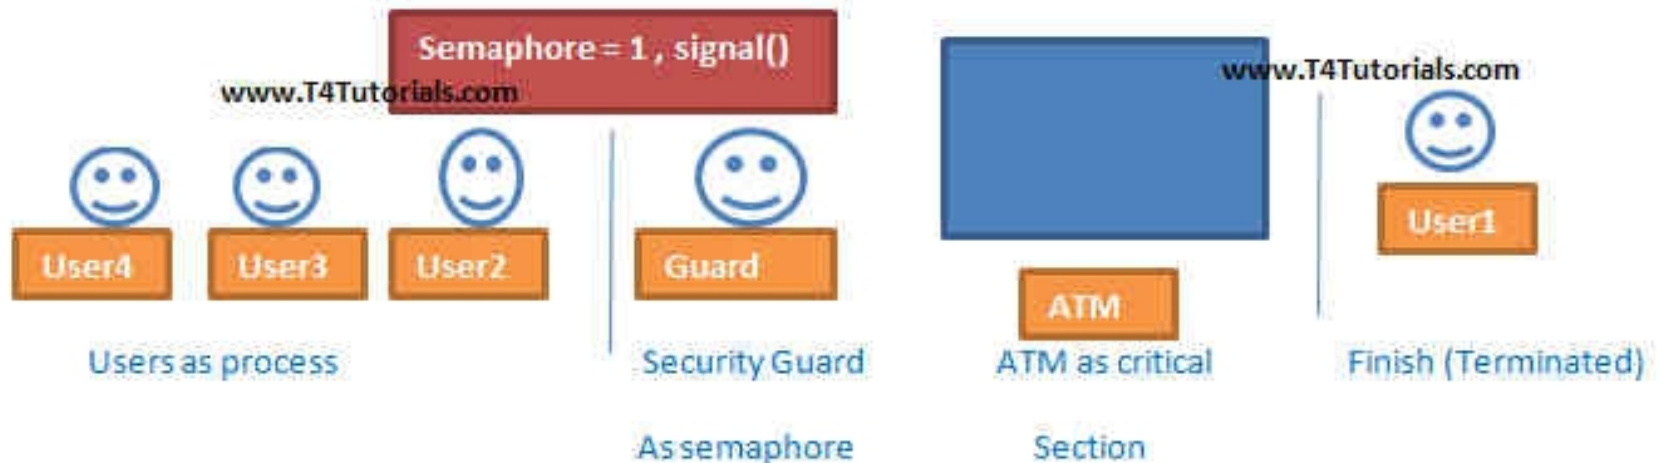 Semaphore = 1 , signal()
www.T4Tutorials.com
www.T4Tutorials.com
User4
User3
User2
Guard
ATM
User1
Users as process
Security Guard
As semaphore
ATM as critical
Section
Finish (Terminated)